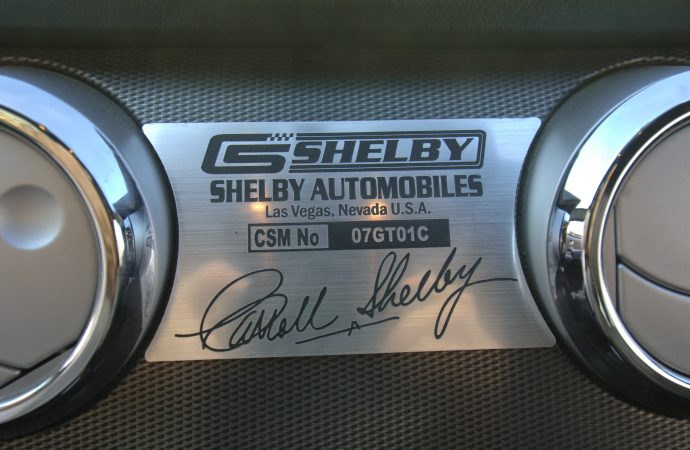 CS SHELBY
SHELBY AUTOMOBILES
Las Vegas, Nevada U.S.A.
CSM No 07GT01C
Carroll Shelby